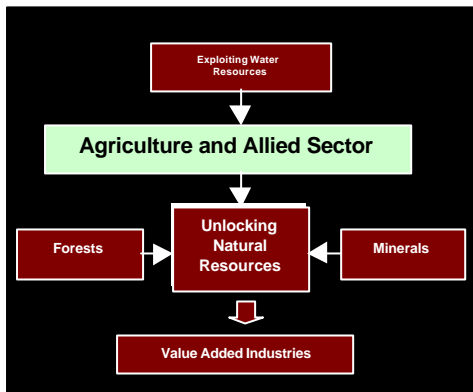 Exploiting Water
Resources
Agriculture and Allied Sector
Unlocking
Natural
Resources
Forests
Minerals
Value Added Industries